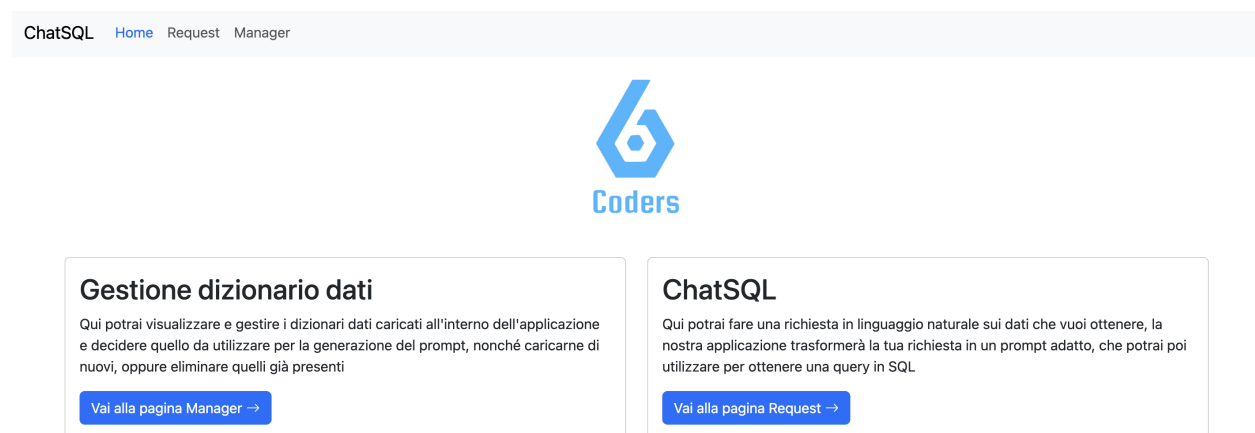 ChatSQL Home Request Manager
6
Coders
Gestione dizionario dati
Qui potrai visualizzare e gestire i dizionari dati caricati all'interno dell'applicazione
e decidere quello da utilizzare per la generazione del prompt, nonché caricarne di
nuovi, oppure eliminare quelli già presenti
Vai alla pagina Manager →
ChatSQL
Qui potrai fare una richiesta in linguaggio naturale sui dati che vuoi ottenere, la
nostra applicazione trasformerà la tua richiesta in un prompt adatto, che potrai poi
utilizzare per ottenere una query in SQL
Vai alla pagina Request →